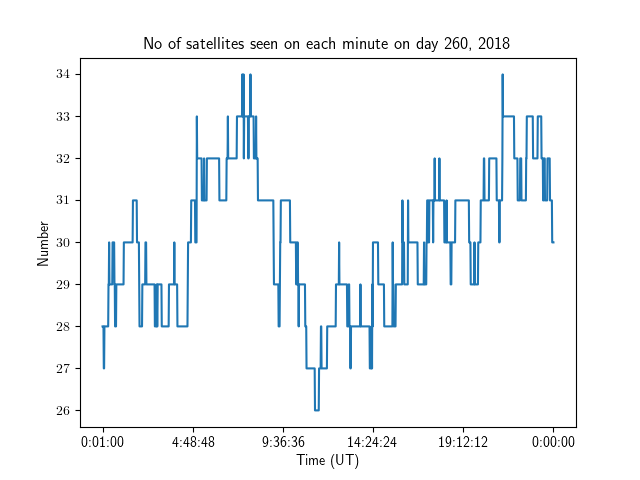 No of satellites seen on each minute on day 260, 2018
34
33
32
31
30
29
28
27
26
Number
0:01:00 4:48:48 9:36:36 14:24:24 19:12:12 0:00:00
Time (UT)